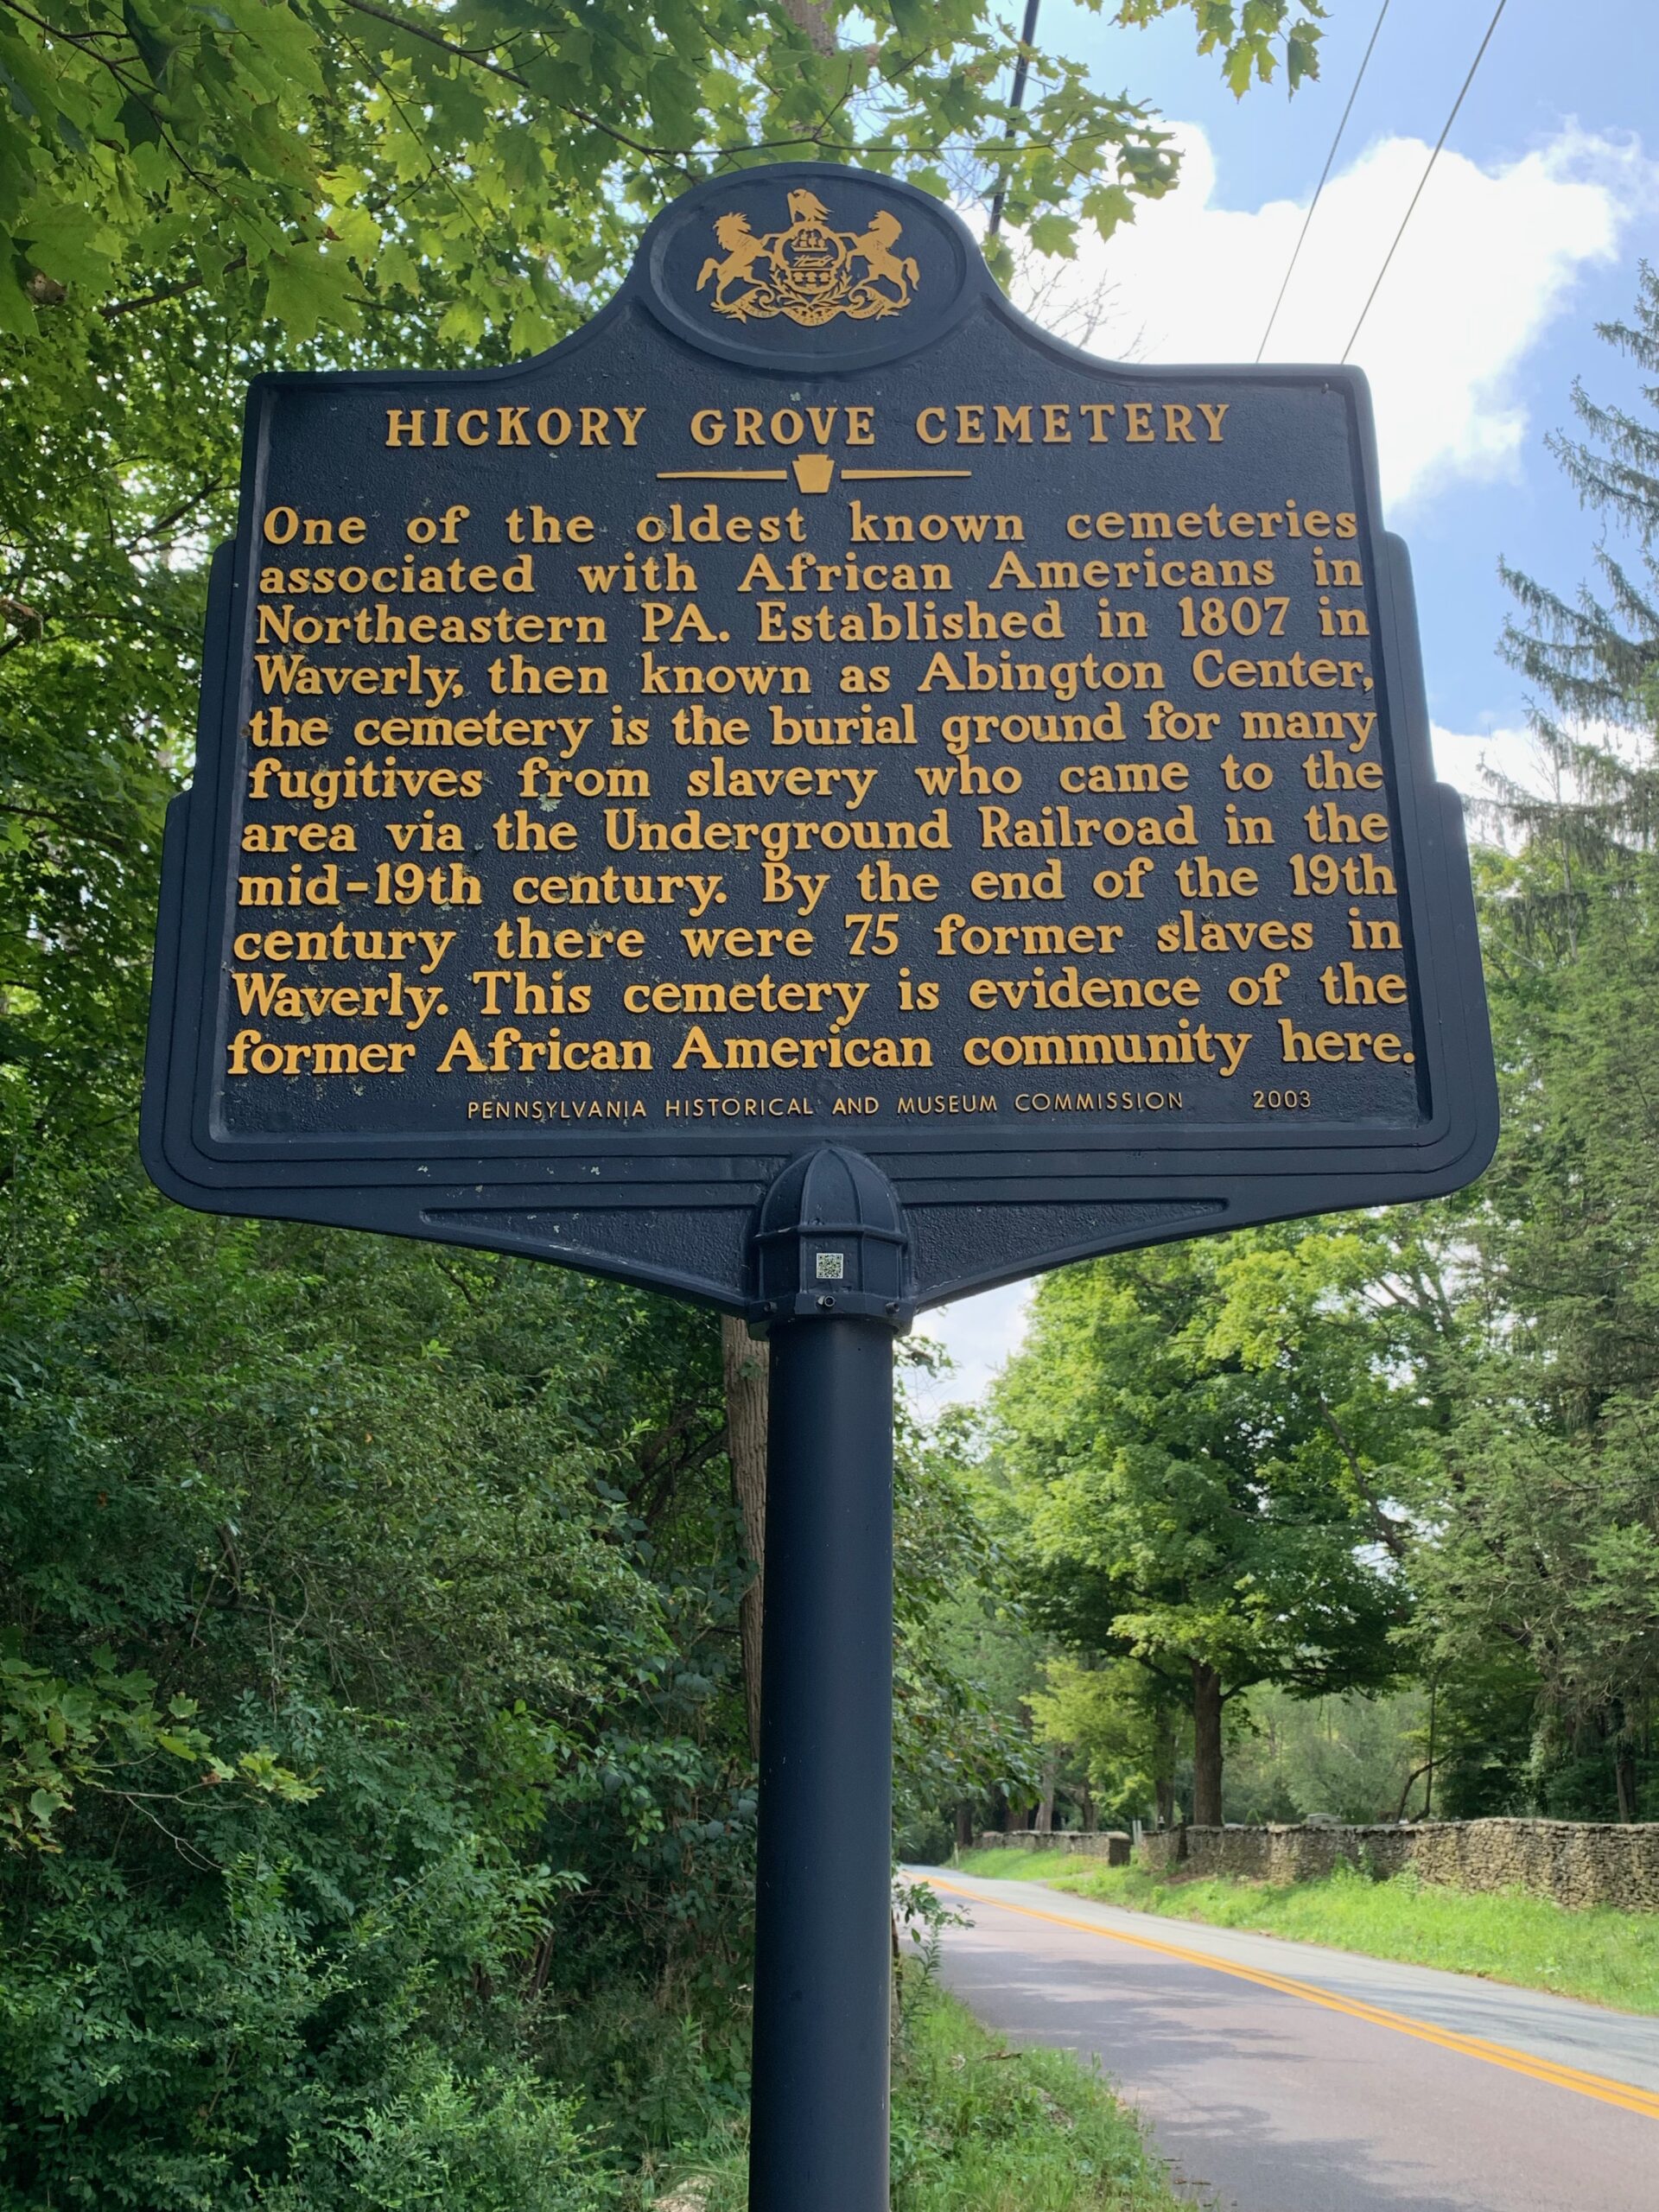 HICKORY GROVE CEMETERY
One of the oldest known cemeteries
associated with African Americans in
Northeastern PA. Established in 1807 in
Waverly, then known as Abington Center,
the cemetery is the burial ground for many
fugitives from slavery who came to the
area via the Underground Railroad in the
mid-19th century. By the end of the 19th
century there were 75 former slaves in
Waverly. This cemetery is evidence of the
former African American community here.
PENNSYLVANIA HISTORICAL AND MUSEUM COMMISSION 2003